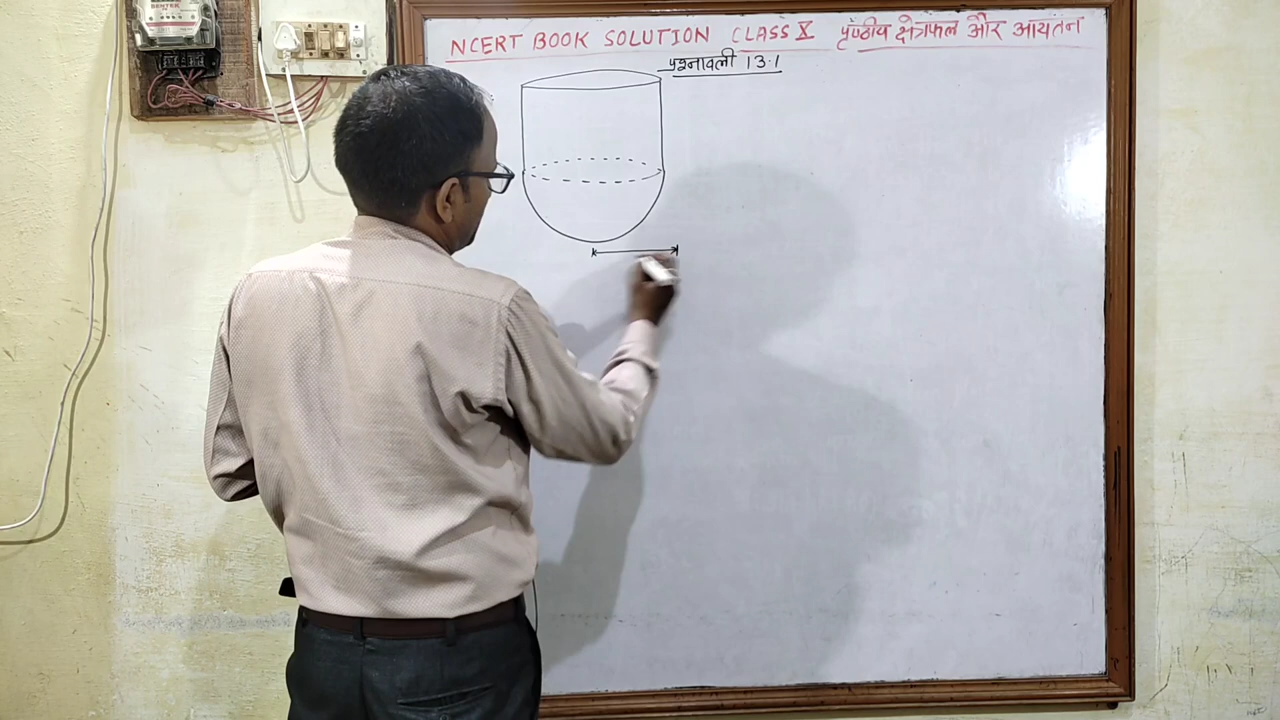 NCERT BOOK SOLUTION CLASS X पृष्ठीय क्षेत्रफल और आयतन
प्रश्नावली 13.1